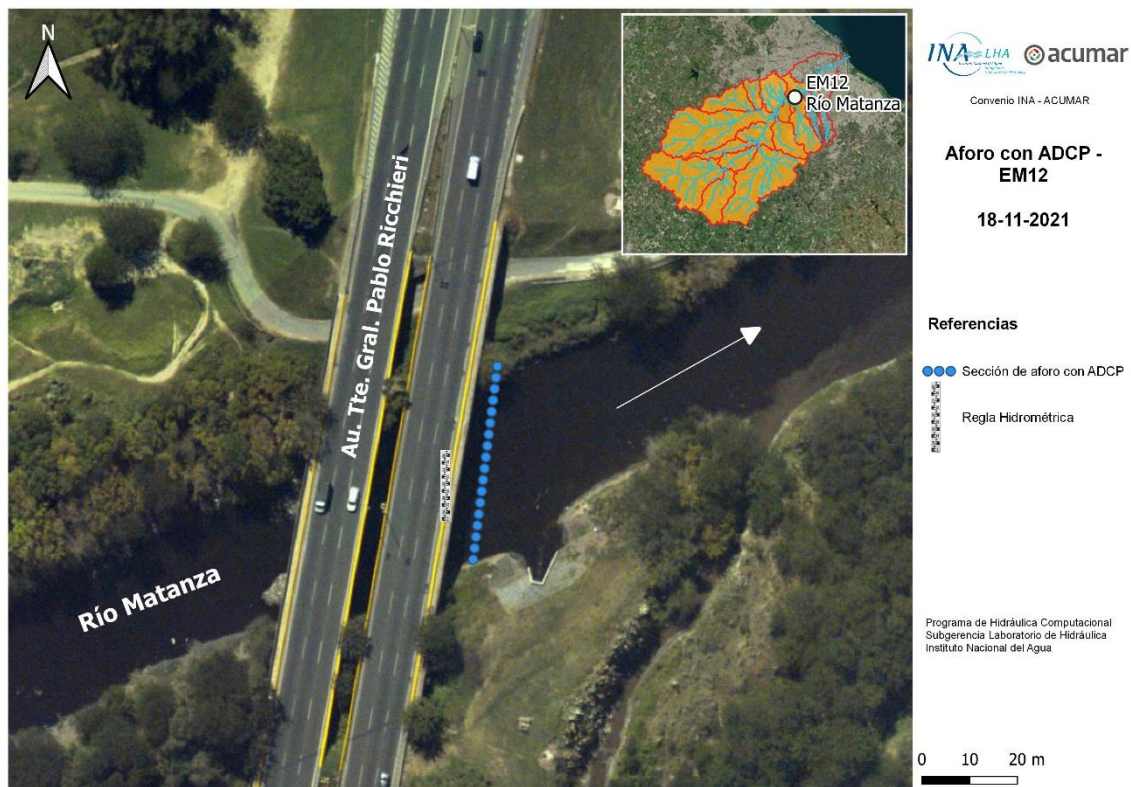 N
Au. Tte. Gral. Pablo Ricchieri
Río Matanza
EM12
Río Matanza
INA LHA
acumar
Convenio INA - ACUMAR
Aforo con ADCP -
EM12
18-11-2021
Referencias
Sección de aforo con ADCP
Regla Hidrométrica
Programa de Hidráulica Computacional
Subgerencia Laboratorio de Hidráulica
Instituto Nacional del Agua
0 10 20 m